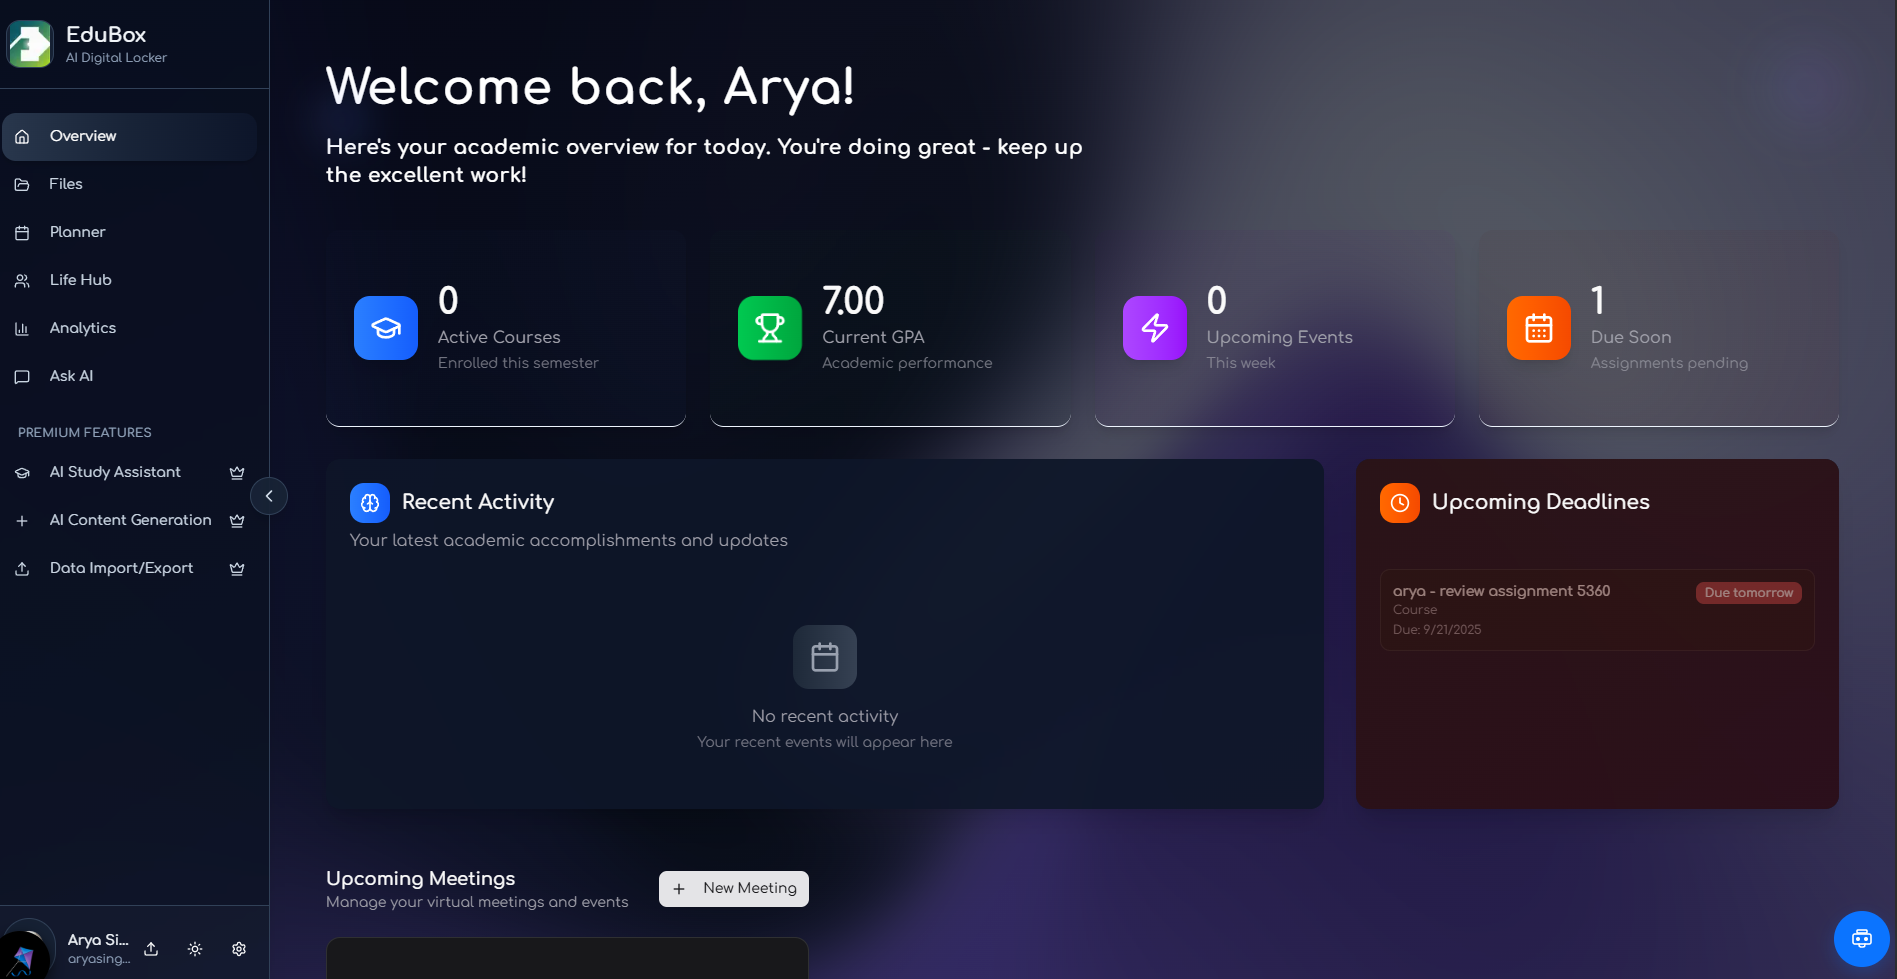 EduBox
AI Digital Locker
Overview
Files
Planner
Life Hub
Analytics
Ask AI
PREMIUM FEATURES
AI Study Assistant
AI Content Generation
Data Import/Export
Arya Si...
aryasing...
Welcome back, Arya!
Here's your academic overview for today. You're doing great - keep up
the excellent work!
0
Active Courses
Enrolled this semester
7.00
Current GPA
Academic performance
0
Upcoming Events
This week
1
Due Soon
Assignments pending
Recent Activity
Your latest academic accomplishments and updates
No recent activity
Your recent events will appear here
Upcoming Deadlines
arya - review assignment 5360
Due tomorrow
Course
Due: 9/21/2025
Upcoming Meetings
Manage your virtual meetings and events
New Meeting